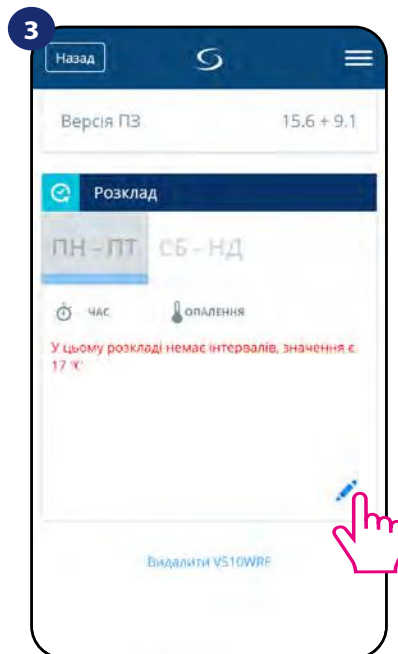 3
Назад
Версія ПЗ 15.6 + 9.1
Розклад
ПН - ПТ СБ - НД
ЧАС ОПАЛЕННЯ
У цьому розкладі немає інтервалів, значення є
17 °C
Видалити VS10WRF